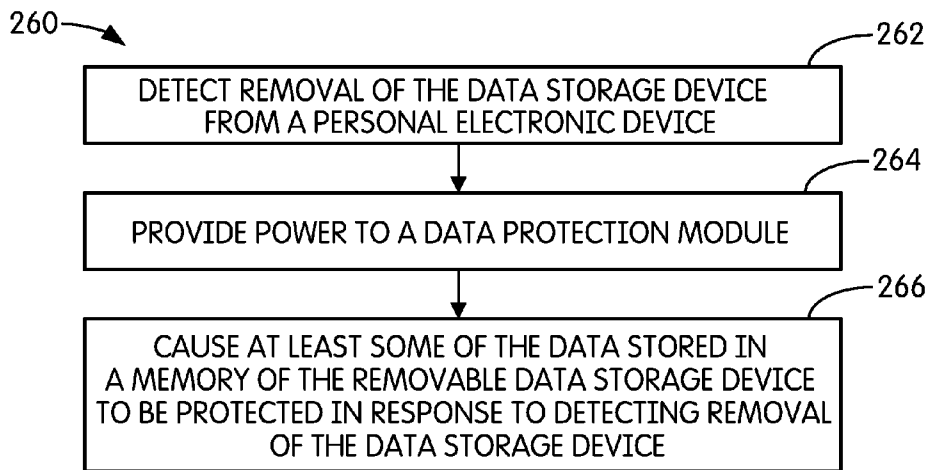 260
262
DETECT REMOVAL OF THE DATA STORAGE DEVICE
FROM A PERSONAL ELECTRONIC DEVICE
264
PROVIDE POWER TO A DATA PROTECTION MODULE
266
CAUSE AT LEAST SOME OF THE DATA STORED IN
A MEMORY OF THE REMOVABLE DATA STORAGE DEVICE
TO BE PROTECTED IN RESPONSE TO DETECTING REMOVAL
OF THE DATA STORAGE DEVICE